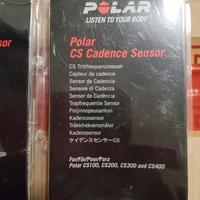 POLAR
LISTEN TO YOUR BODY
Polar
CS Cadence Sensor
CS Trittfrequenzmesser
Capteur de cadence
Sensor de Cadencia
Sensore di Cadenza
Sensor de Cadência
Trapfrequentie Sensor
Poljinnopeusanturi
Kadencesensor
Tråkkfrekvensmåler
Kadenssensor
ケイデンスセンサーCS
For/Für/Pour/Para
Polar CS100, CS200, CS300 and CS400